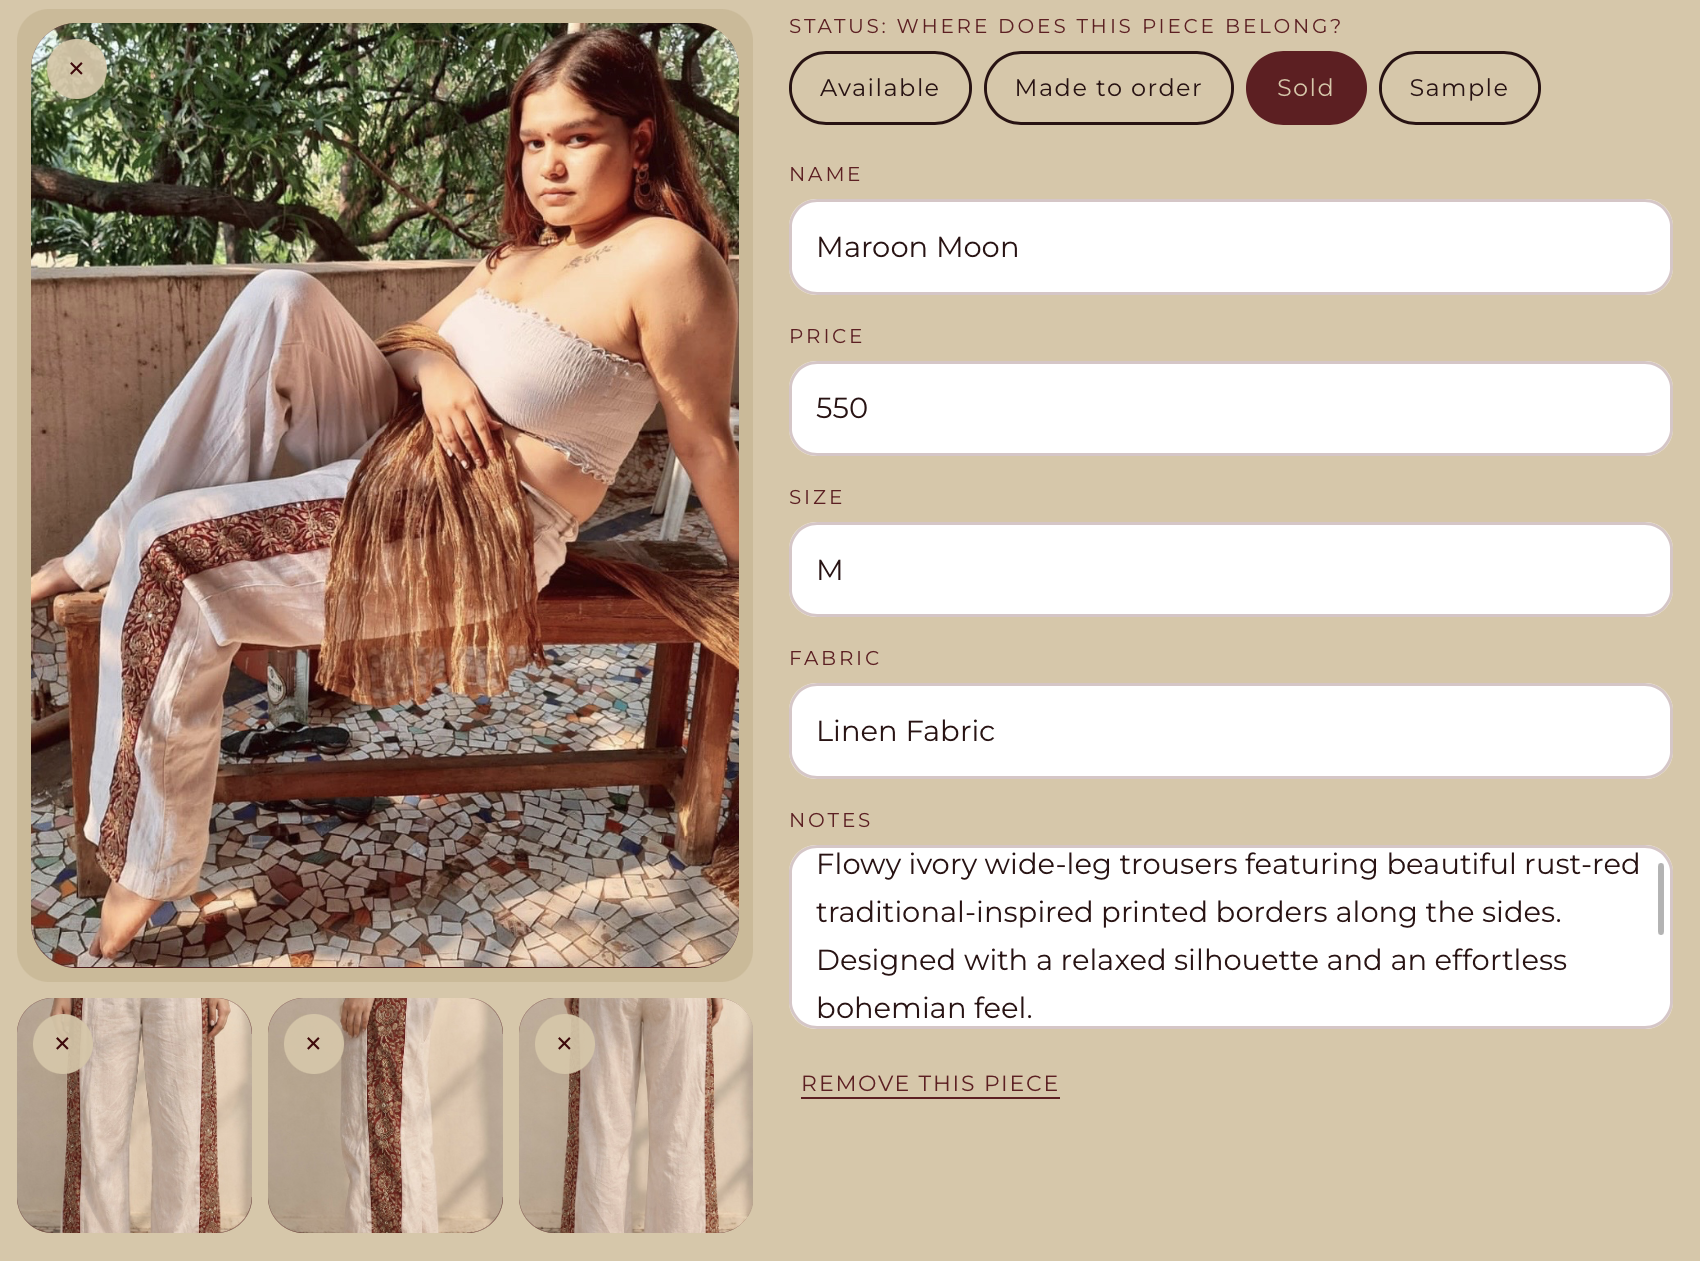 STATUS: WHERE DOES THIS PIECE BELONG?
Available
Made to order
Sold
Sample
NAME
Maroon Moon
PRICE
550
SIZE
M
FABRIC
Linen Fabric
NOTES
Flowy ivory wide-leg trousers featuring beautiful rust-red
traditional-inspired printed borders along the sides.
Designed with a relaxed silhouette and an effortless
bohemian feel.
REMOVE THIS PIECE